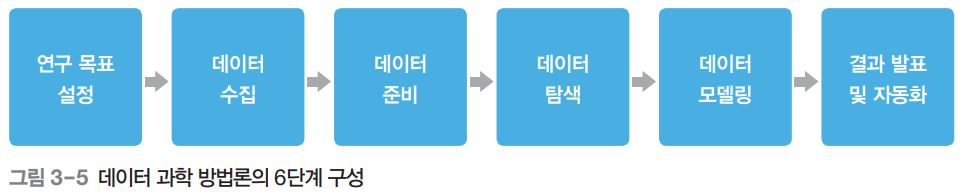 연구 목표
설정
데이터
수집
데이터
준비
데이터
탐색
데이터
모델링
결과 발표
및 자동화
그림 3-5 데이터 과학 방법론의 6단계 구성